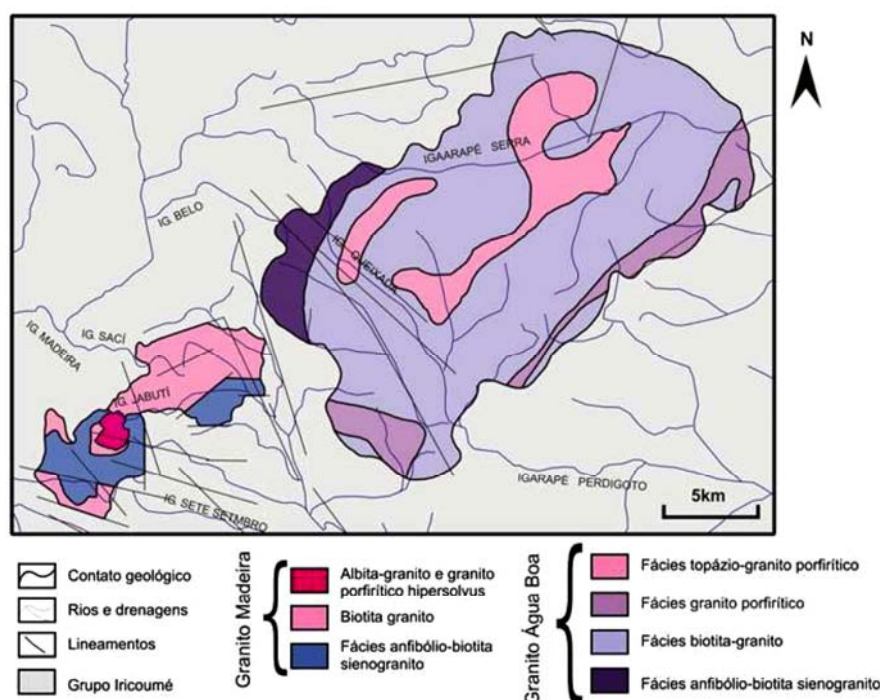 N
IGAARAPÉ SERRA
IG. BELO
IG. QUEIXADA
IG. SACÍ
IG. MADEIRA
IG. JABUTÍ
IGARAPÉ PERDIGOTO
IG. SETE SETMBRO
5km
Contato geológico
Rios e drenagens
Lineamentos
Grupo Iricoumé
Granito Madeira
Albita-granito e granito
porfirítico hipersolvus
Biotita granito
Fácies anfibólio-biotita
sienogranito
Granito Água Boa
Fácies topázio-granito porfirítico
Fácies granito porfirítico
Fácies biotita-granito
Fácies anfibólio-biotita sienogranito